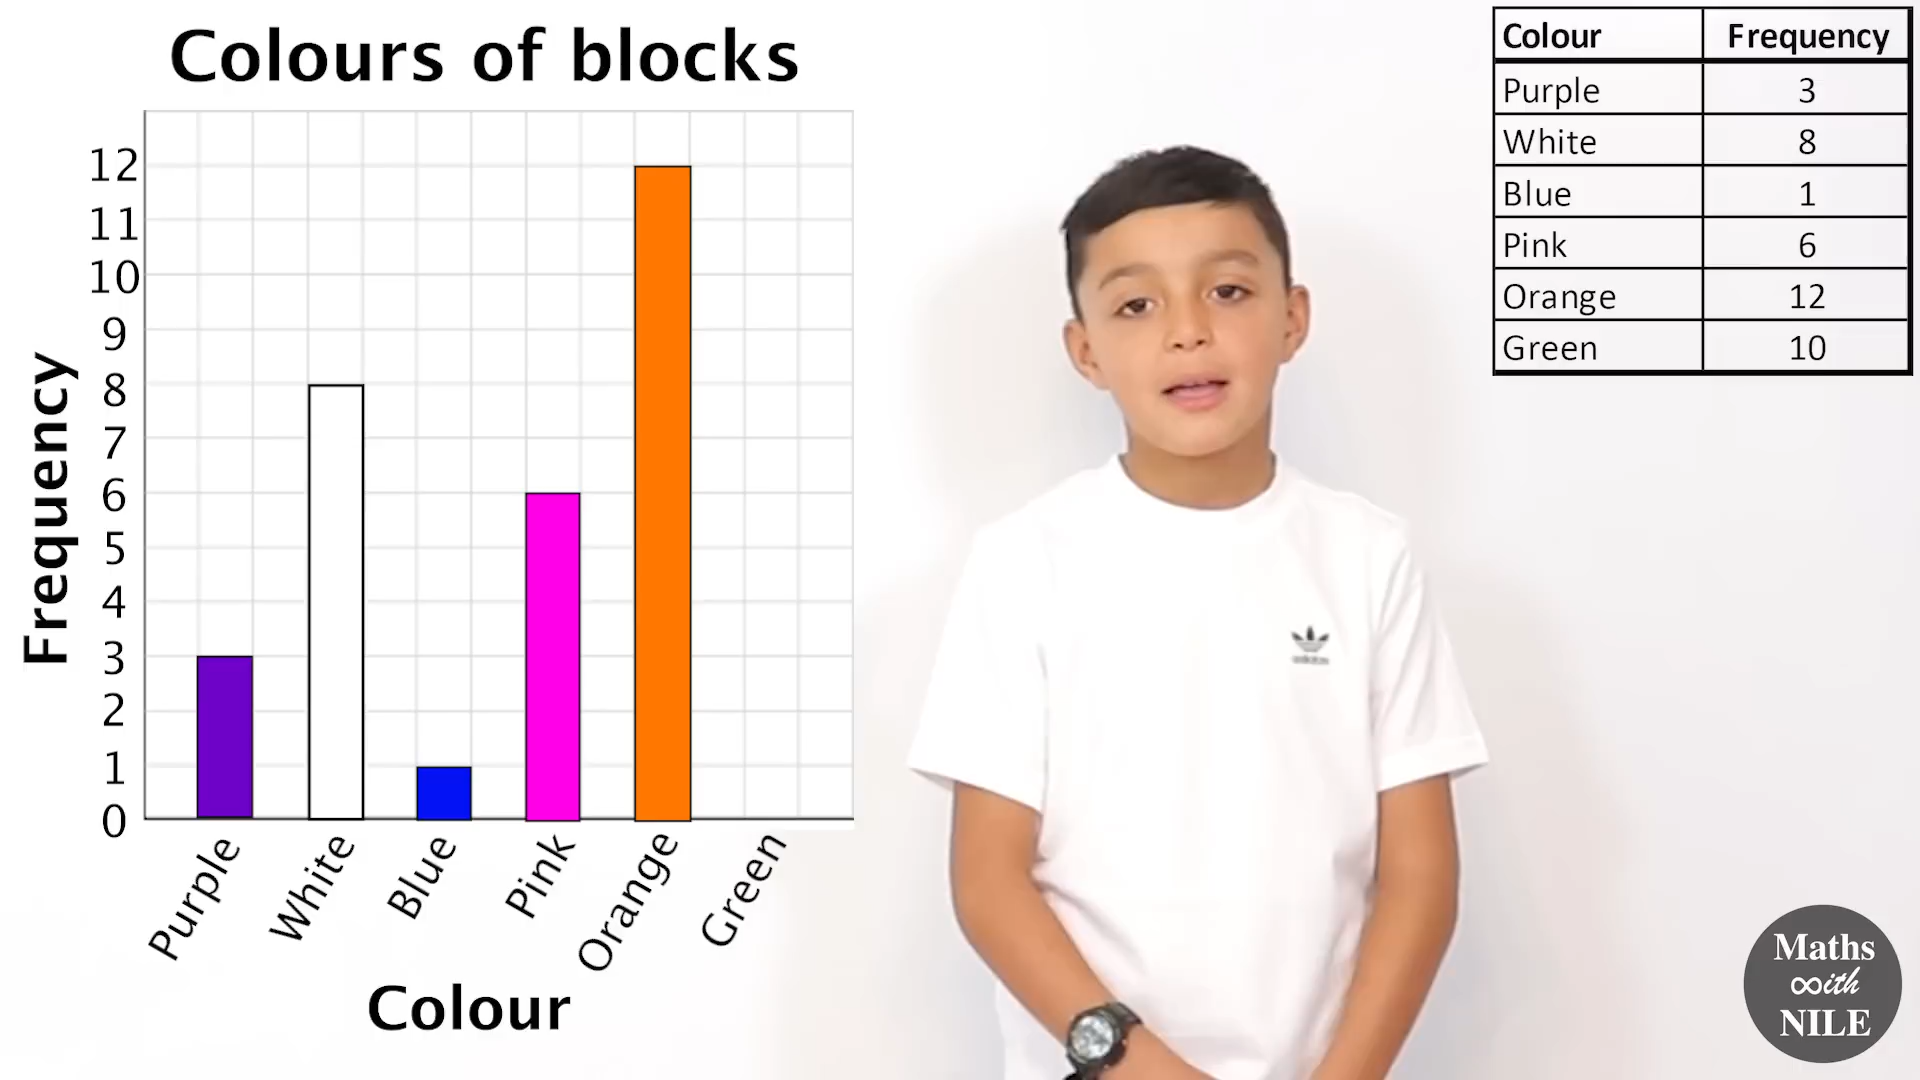 Colours of blocks
Frequency
12
11
10
9
8
7
6
5
4
3
2
1
0
Purple
White
Blue
Pink
Orange
Green
Colour
Colour Frequency
Purple 3
White 8
Blue 1
Pink 6
Orange 12
Green 10
adidas
Maths
∞ith
NILE